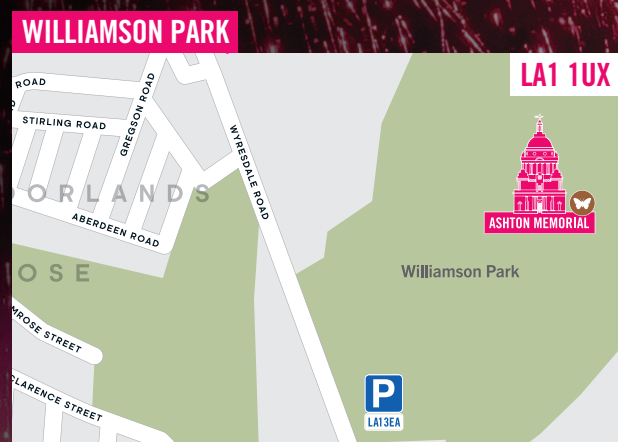 WILLIAMSON PARK
LA1 1UX
ROAD
STIRLING ROAD
GREGSON ROAD
WYRESDALE ROAD
ORLANDS
ABERDEEN ROAD
ASHTON MEMORIAL
OSE
Williamson Park
MROSE STREET
CLARENCE STREET
P
LA13EA